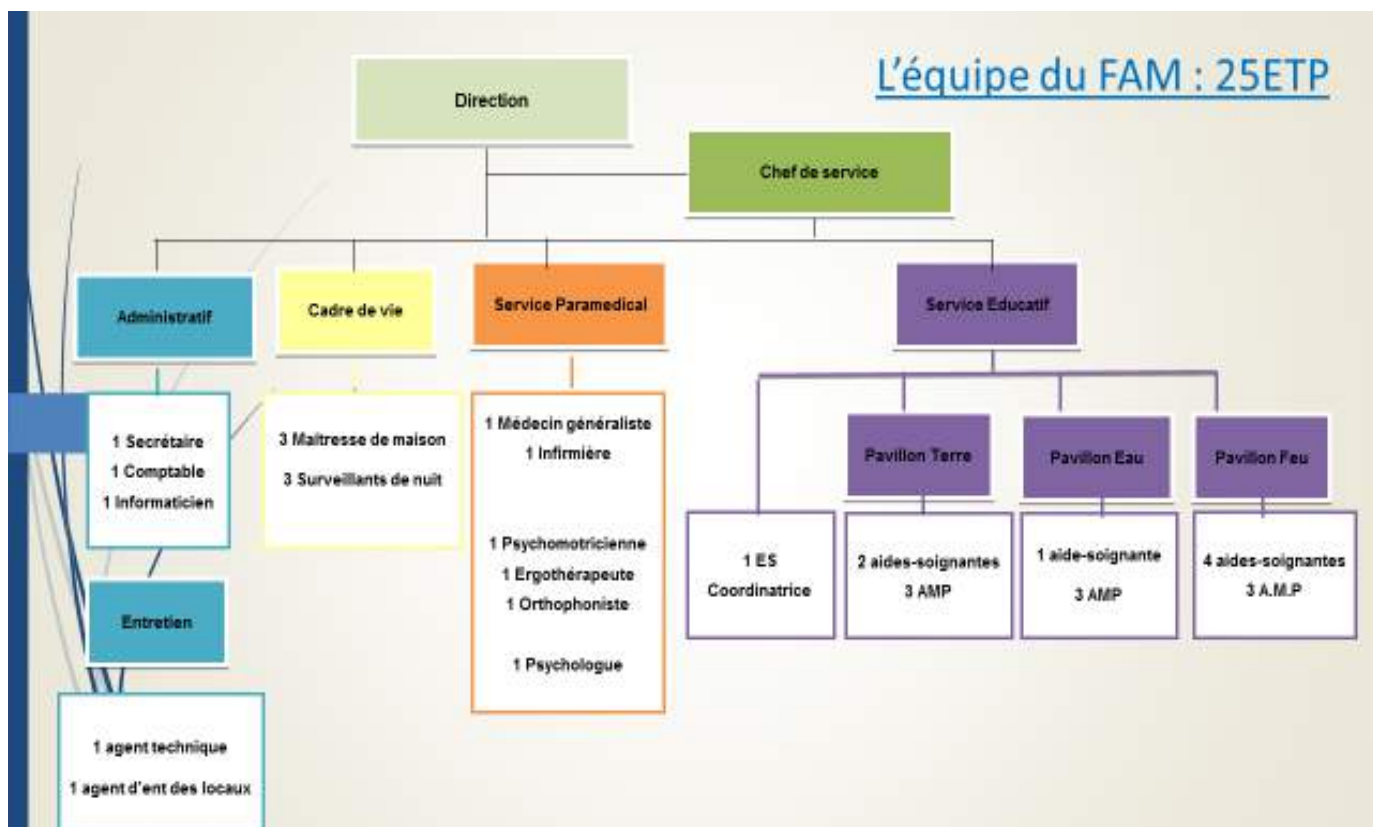 L'équipe du FAM : 25ETP
Direction
Chef de service
Administratif
Cadre de vie
Service Paramedical
Service Educatif
1 Secrétaire
1 Comptable
1 Informaticien
3 Maitresse de maison
3 Surveillants de nuit
1 Médecin généraliste
1 Infirmière
1 Psychomotricienne
1 Ergothérapeute
1 Orthophoniste
1 Psychologue
Pavillon Terre
Pavillon Eau
Pavillon Feu
1 ES
Coordinatrice
2 aides-soignantes
3 AMP
1 aide-soignante
3 AMP
4 aides-soignantes
3 A.M.P
Entretien
1 agent technique
1 agent d'ent des locaux